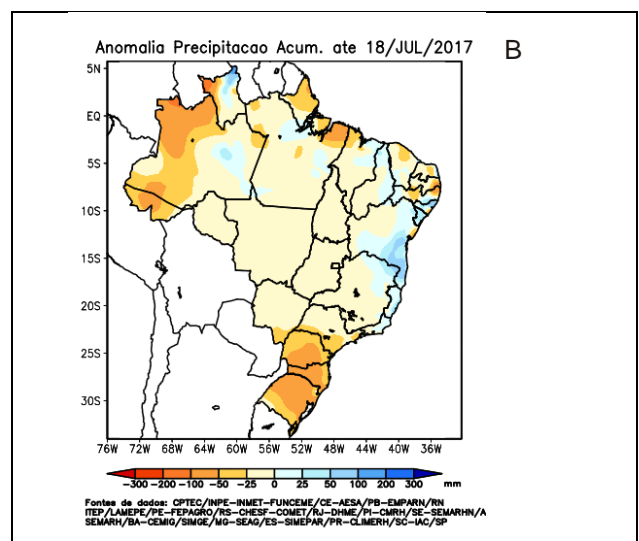 Anomalia Precipitacao Acum. ate 18/JUL/2017
B
5N
EQ
5S
10S
15S
20S
25S
30S
76W 72W 68W 64W 60W 56W 52W 48W 44W 40W 36W
-300 -200 -100 -50 -25 0 25 50 100 200 300 mm
Fontes de dados: CPTEC/INPE-INMET-FUNCEME/CE-AESA/PB-EMPARN/RN
ITEP/LAMEPE/PE-FEPAGRO/RS-CHESF-COMET/RJ-DHME/PI-CMRH/SE-SEMARHN/A
SEMARH/BA-CEMIG/SIMGE/MG-SEAG/ES-SIMEPAR/PR-CLIMERH/SC-IAC/SP